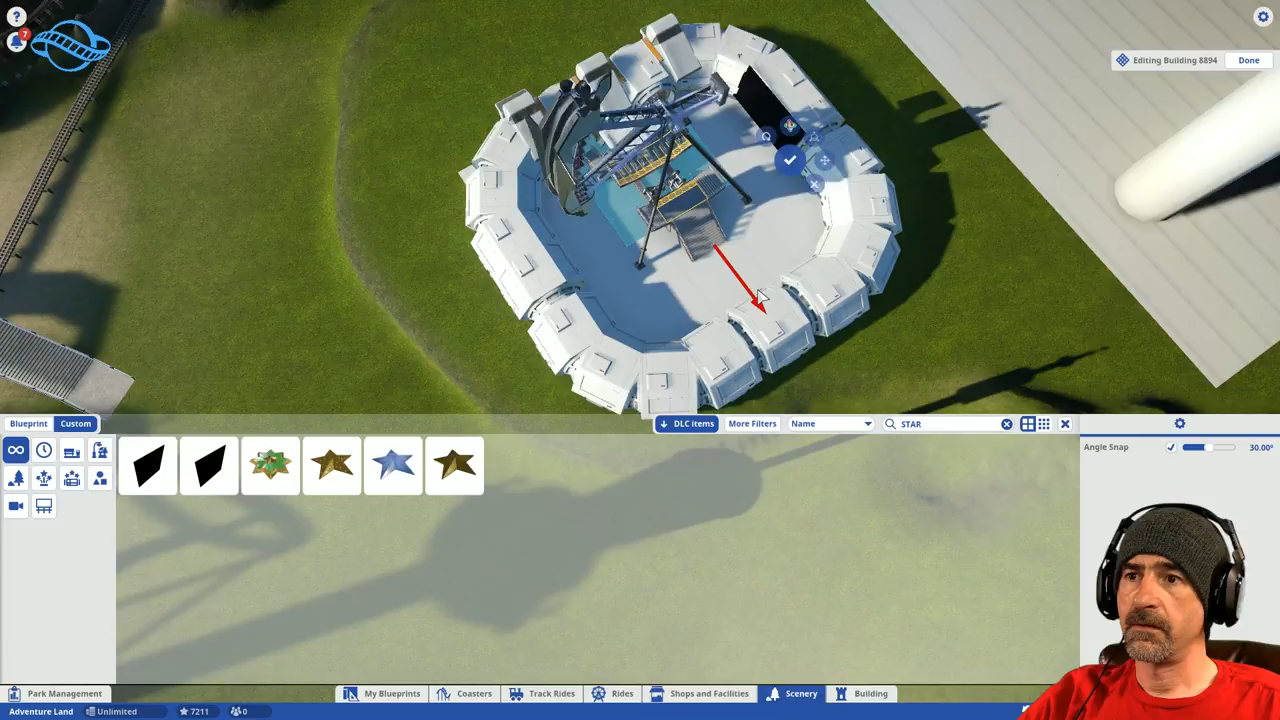 ?
7
Editing Building 8894 Done
Blueprint Custom
DLC items More Filters Name STAR
Angle Snap 30.00°
Park Management My Blueprints Coasters Track Rides Rides Shops and Facilities Scenery Building
Adventure Land Unlimited 7211 0